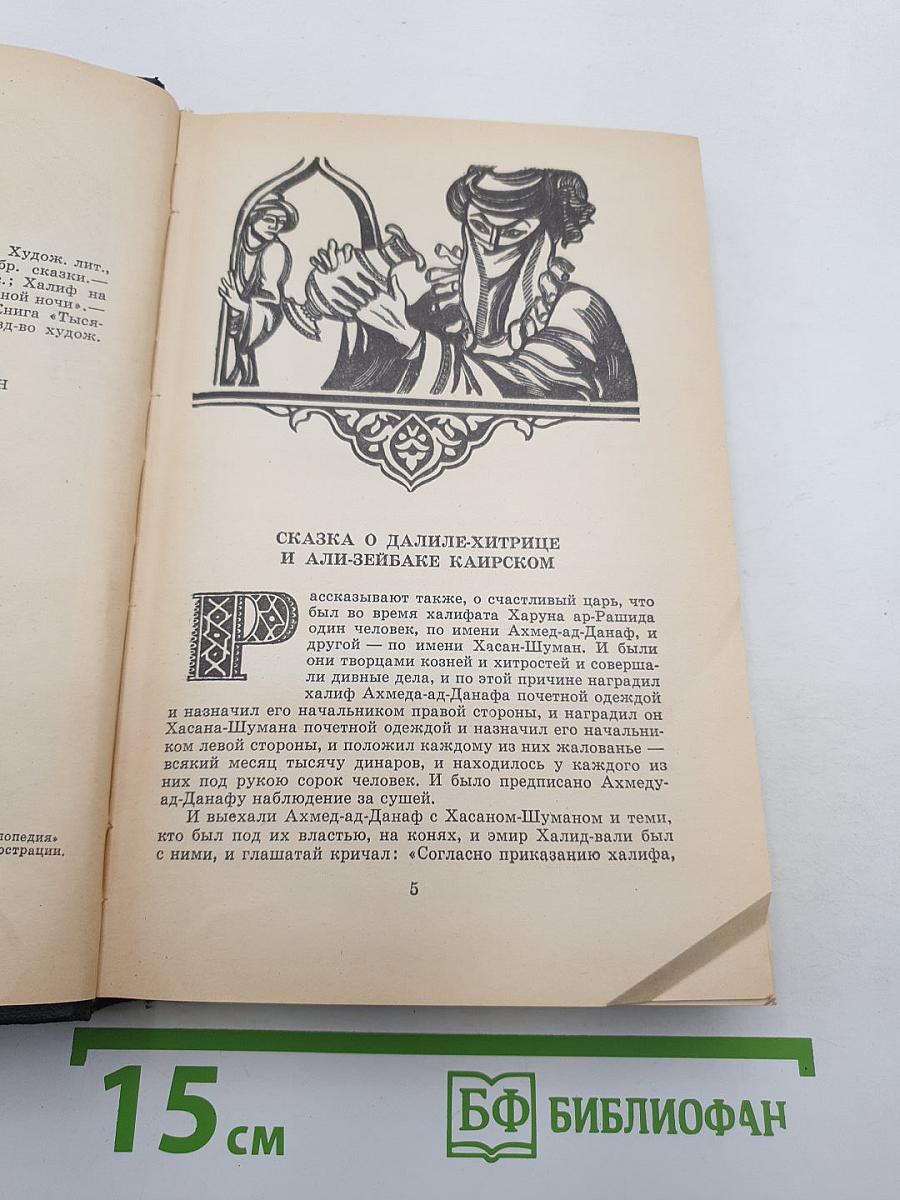 Худож. лит.,
бр. сказки.—
с.; Халиф на
ной ночи».—
Книга «Тыся-
зд-во худож.
Н
лопедия»
острации.
СКАЗКА О ДАЛИЛЕ-ХИТРИЦЕ
И АЛИ-ЗЕЙБАКЕ КАИРСКОМ
Рассказывают также, о счастливый царь, что
был во время халифата Харуна ар-Рашида
один человек, по имени Ахмед-ад-Данаф, и
другой — по имени Хасан-Шуман. И были
они творцами козней и хитростей и соверша-
ли дивные дела, и по этой причине наградил
халиф Ахмеда-ад-Данафа почетной одеждой
и назначил его начальником правой стороны, и наградил он
Хасана-Шумана почетной одеждой и назначил его начальни-
ком левой стороны, и положил каждому из них жалованье —
всякий месяц тысячу динаров, и находилось у каждого из
них под рукою сорок человек. И было предписано Ахмеду-
ад-Данафу наблюдение за сушей.
И выехали Ахмед-ад-Данаф с Хасаном-Шуманом и теми,
кто был под их властью, на конях, и эмир Халид-вали был
с ними, и глашатай кричал: «Согласно приказанию халифа,
5
15 см
БФ БИБЛИОФАН